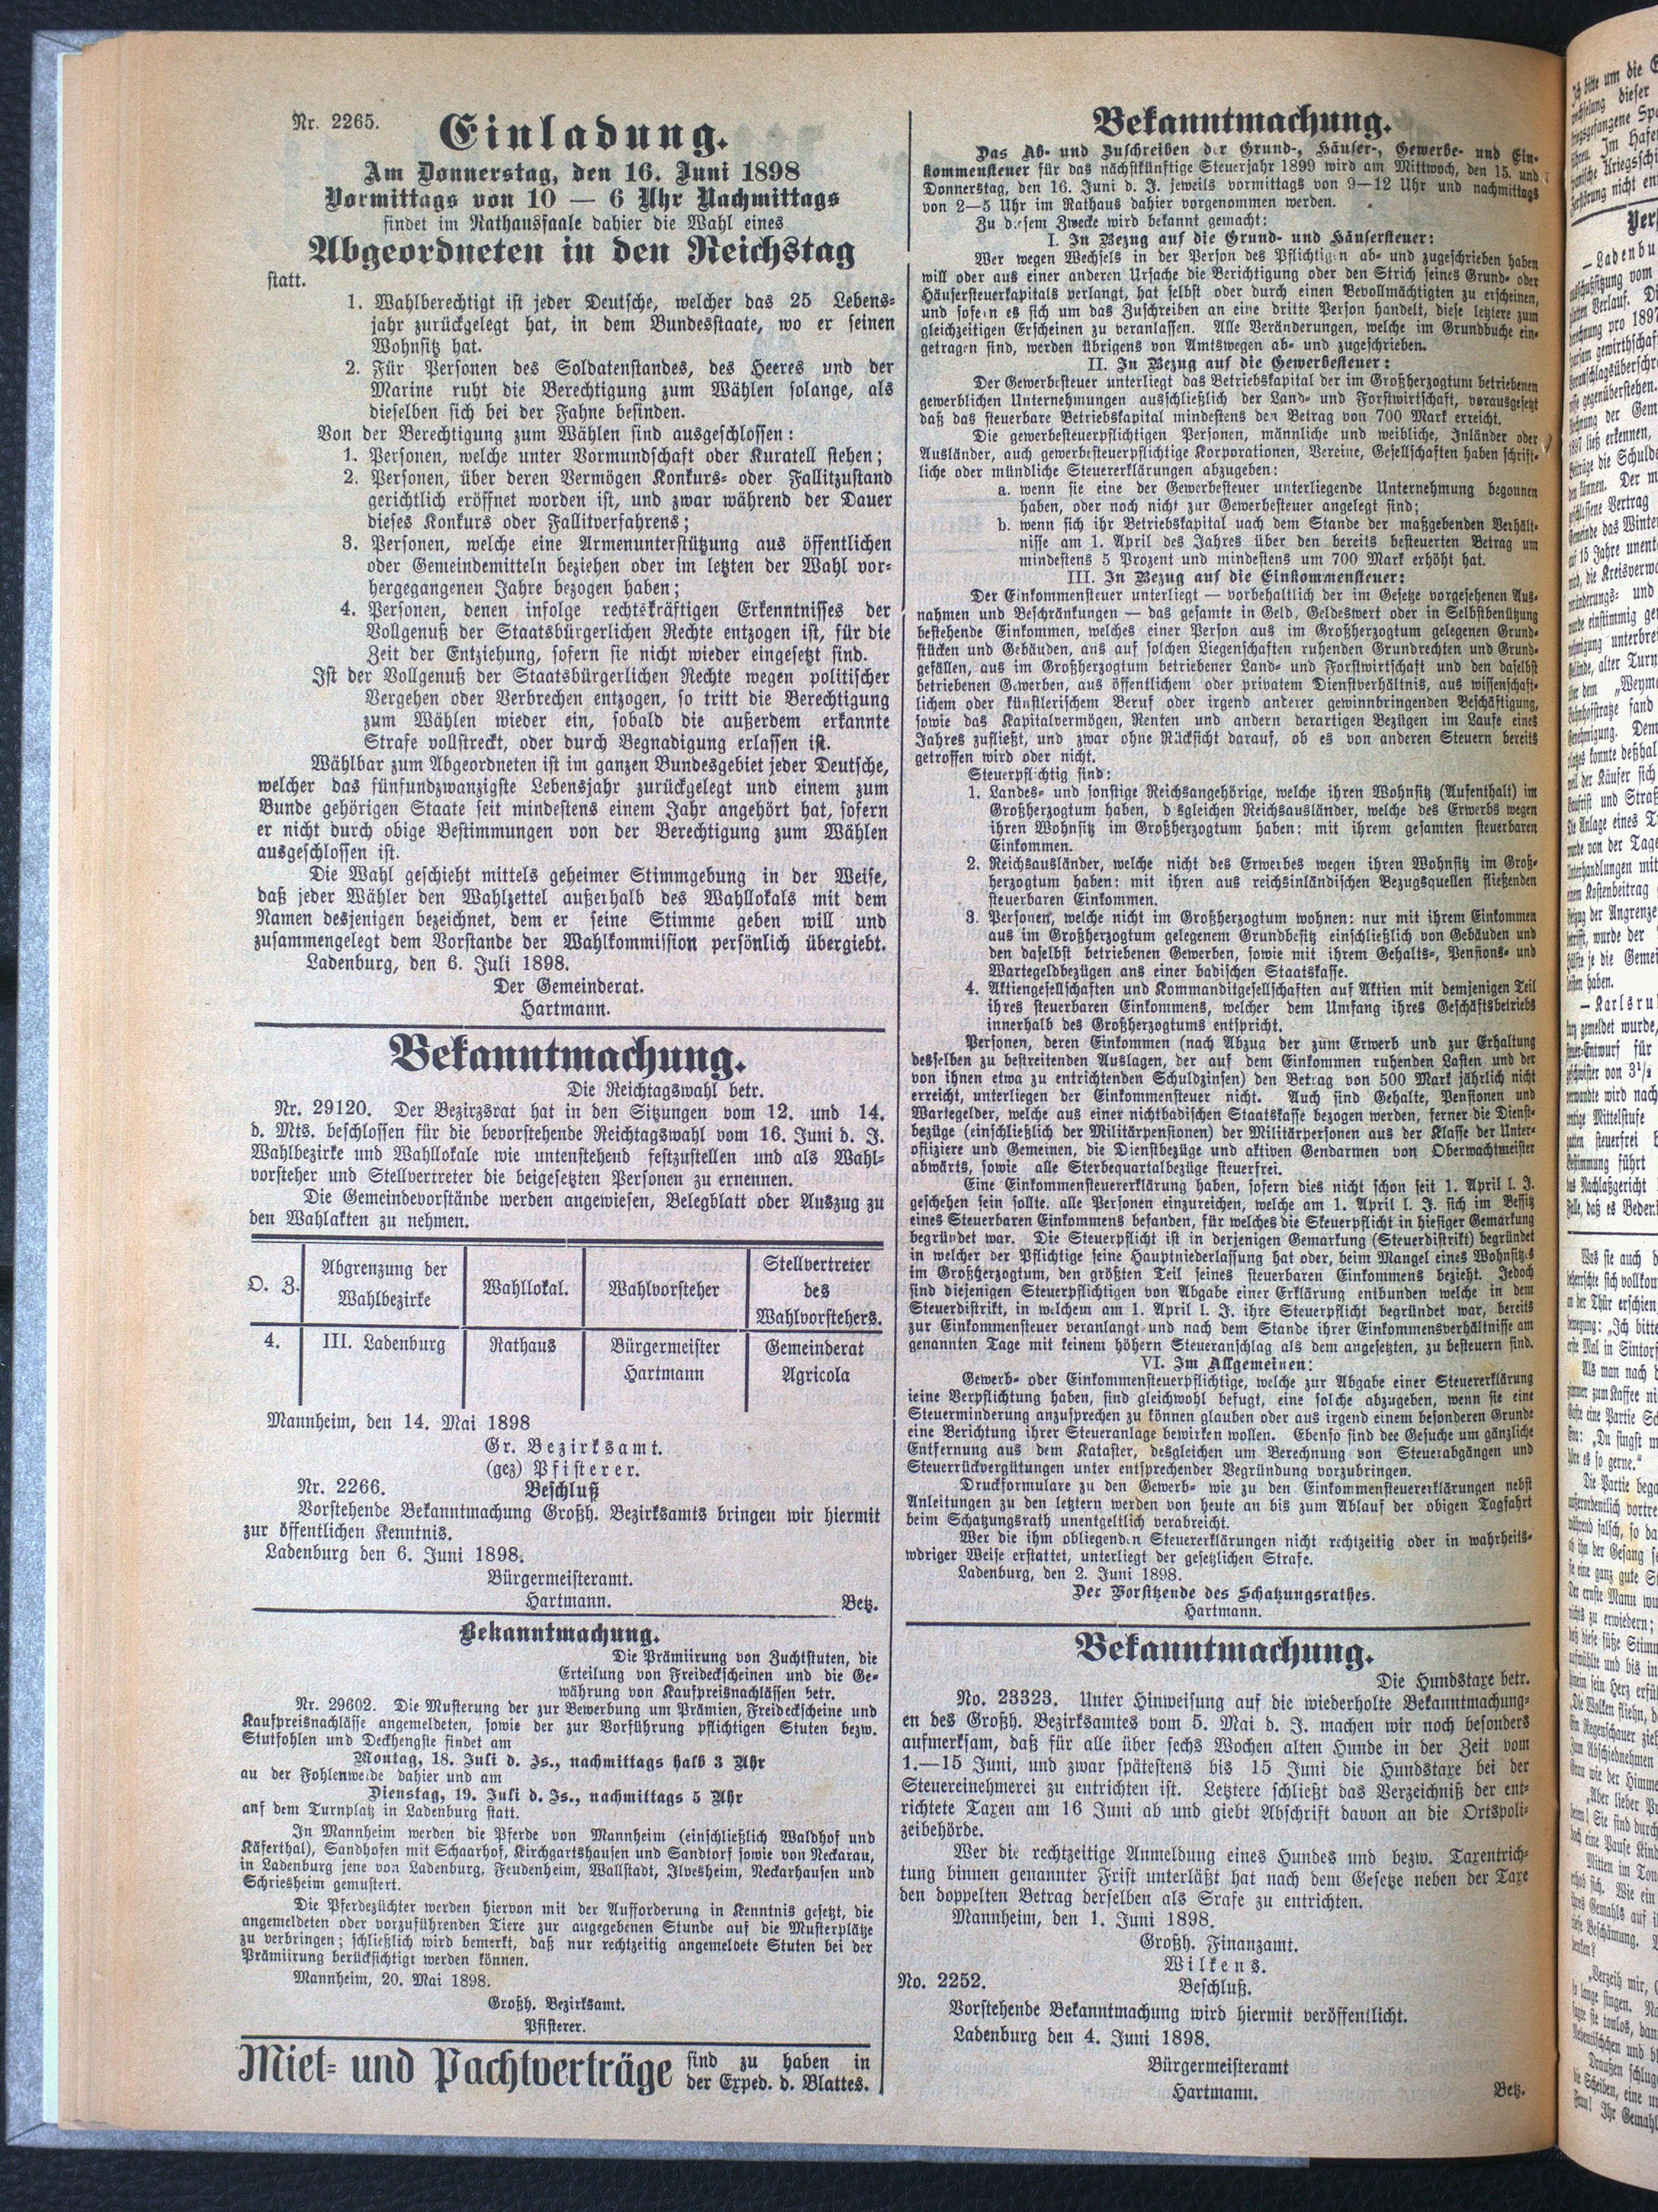 Nr. 2265.
Einladung.
Am Donnerstag, den 16. Juni 1898
Vormittags von 10 — 6 Uhr Nachmittags
findet im Rathaussaale dahier die Wahl eines
Abgeordneten in den Reichstag
statt.
1. Wahlberechtigt ist jeder Deutsche, welcher das 25 Lebens-
jahr zurückgelegt hat, in dem Bundesstaate, wo er seinen
Wohnsitz hat.
2. Für Personen des Soldatenstandes, des Heeres und der
Marine ruht die Berechtigung zum Wählen solange, als
dieselben sich bei der Fahne befinden.
Von der Berechtigung zum Wählen sind ausgeschlossen:
1. Personen, welche unter Vormundschaft oder Kuratell stehen;
2. Personen, über deren Vermögen Konkurs- oder Fallitzustand
gerichtlich eröffnet worden ist, und zwar während der Dauer
dieses Konkurs oder Fallitverfahrens;
3. Personen, welche eine Armenunterstützung aus öffentlichen
oder Gemeindemitteln beziehen oder im letzten der Wahl vor-
hergegangenen Jahre bezogen haben;
4. Personen, denen infolge rechtskräftigen Erkenntnisses der
Vollgenuß der Staatsbürgerlichen Rechte entzogen ist, für die
Zeit der Entziehung, sofern sie nicht wieder eingesetzt sind.
Ist der Vollgenuß der Staatsbürgerlichen Rechte wegen politischer
Vergehen oder Verbrechen entzogen, so tritt die Berechtigung
zum Wählen wieder ein, sobald die außerdem erkannte
Strafe vollstreckt, oder durch Begnadigung erlassen ist.
Wählbar zum Abgeordneten ist im ganzen Bundesgebiet jeder Deutsche,
welcher das fünfundzwanzigste Lebensjahr zurückgelegt und einem zum
Bunde gehörigen Staate seit mindestens einem Jahr angehört hat, sofern
er nicht durch obige Bestimmungen von der Berechtigung zum Wählen
ausgeschlossen ist.
Die Wahl geschieht mittels geheimer Stimmgebung in der Weise,
daß jeder Wähler den Wahlzettel außerhalb des Wahllokals mit dem
Namen desjenigen bezeichnet, dem er seine Stimme geben will und
zusammengelegt dem Vorstande der Wahlkommission persönlich übergiebt.
Ladenburg, den 6. Juli 1898.
Der Gemeinderat.
Hartmann.
Bekanntmachung.
Die Reichtagswahl betr.
Nr. 29120. Der Bezirzsrat hat in den Sitzungen vom 12. und 14.
d. Mts. beschlossen für die bevorstehende Reichtagswahl vom 16. Juni d. J.
Wahlbezirke und Wahllokale wie untenstehend festzustellen und als Wahl-
vorsteher und Stellvertreter die beigesetzten Personen zu ernennen.
Die Gemeindevorstände werden angewiesen, Belegblatt oder Auszug zu
den Wahlakten zu nehmen.
O. Z. Abgrenzung der Wahlbezirke Wahllokal. Wahlvorsteher Stellvertreter des Wahlvorstehers.
4. III. Ladenburg Rathaus Bürgermeister Hartmann Gemeinderat Agricola
Mannheim, den 14. Mai 1898
Gr. Bezirksamt.
(gez) Pfisterer.
Nr. 2266. Beschluß
Vorstehende Bekanntmachung Großh. Bezirksamts bringen wir hiermit
zur öffentlichen Kenntnis.
Ladenburg den 6. Juni 1898.
Bürgermeisteramt.
Hartmann. Betz.
Bekanntmachung.
Die Prämiirung von Zuchtstuten, die
Erteilung von Freideckscheinen und die Ge-
währung von Kaufpreisnachlässen betr.
Nr. 29602. Die Musterung der zur Bewerbung um Prämien, Freideckscheine und
Kaufpreisnachlässe angemeldeten, sowie der zur Vorführung pflichtigen Stuten bezw.
Stutfohlen und Deckhengste findet am
Montag, 18. Juli d. Js., nachmittags halb 3 Uhr
au der Fohlenweide dahier und am
Dienstag, 19. Juli d. Js., nachmittags 5 Uhr
anf dem Turnplatz in Ladenburg statt.
In Mannheim werden die Pferde von Mannheim (einschließlich Waldhof und
Käferthal), Sandhofen mit Schaarhof, Kirchgartshausen und Sandtorf sowie von Neckarau,
in Ladenburg jene von Ladenburg, Feudenheim, Wallstadt, Ilvesheim, Neckarhausen und
Schriesheim gemustert.
Die Pferdezüchter werden hiervon mit der Aufforderung in Kenntnis gesetzt, die
angemeldeten oder vorzuführenden Tiere zur angegebenen Stunde auf die Musterplätze
zu verbringen; schließlich wird bemerkt, daß nur rechtzeitig angemeldete Stuten bei der
Prämiirung berücksichtigt werden können.
Mannheim, 20. Mai 1898.
Großh. Bezirksamt.
Pfisterer.
Miet- und Pachtverträge sind zu haben in
der Exped. d. Blattes.
Bekanntmachung.
Das Ab- und Zuschreiben der Grund-, Häuser-, Gewerbe- und Ein-
kommensteuer für das nächstkünftige Steuerjahr 1899 wird am Mittwoch, den 15. und
Donnerstag, den 16. Juni d. J. jeweils vormittags von 9—12 Uhr und nachmittags
von 2—5 Uhr im Rathaus dahier vorgenommen werden.
Zu diesem Zwecke wird bekannt gemacht:
I. In Bezug auf die Grund- und Häusersteuer:
Wer wegen Wechsels in der Person des Pflichtigen ab- und zugeschrieben haben
will oder aus einer anderen Ursache die Berichtigung oder den Strich seines Grund- oder
Häusersteuerkapitals verlangt, hat selbst oder durch einen Bevollmächtigten zu erscheinen,
und sofern es sich um das Zuschreiben an eine dritte Person handelt, diese letztere zum
gleichzeitigen Erscheinen zu veranlassen. Alle Veränderungen, welche im Grundbuche ein-
getragen sind, werden übrigens von Amtswegen ab- und zugeschrieben.
II. In Bezug auf die Gewerbesteuer:
Der Gewerbesteuer unterliegt das Betriebskapital der im Großherzogtum betriebenen
gewerblichen Unternehmungen ausschließlich der Land- und Forstwirtschaft, vorausgesetzt
daß das steuerbare Betriebskapital mindestens den Betrag von 700 Mark erreicht.
Die gewerbesteuerpflichtigen Personen, männliche und weibliche, Inländer oder
Ausländer, auch gewerbesteuerpflichtige Korporationen, Vereine, Gesellschaften haben schrift-
liche oder mündliche Steuererklärungen abzugeben:
a. wenn sie eine der Gewerbesteuer unterliegende Unternehmung begonnen
haben, oder noch nicht zur Gewerbesteuer angelegt sind;
b. wenn sich ihr Betriebskapital uach dem Stande der maßgebenden Verhält-
nisse am 1. April des Jahres über den bereits besteuerten Betrag um
mindestens 5 Prozent und mindestens um 700 Mark erhöht hat.
III. In Bezug auf die Einkommensteuer:
Der Einkommensteuer unterliegt — vorbehaltlich der im Gesetze vorgesehenen Aus-
nahmen und Beschränkungen — das gesamte in Geld, Geldeswert oder in Selbstbenützung
bestehende Einkommen, welches einer Person aus im Großherzogtum gelegenen Grund-
stücken und Gebäuden, ans auf solchen Liegenschaften ruhenden Grundrechten und Grund-
gefällen, aus im Großherzogtum betriebener Land- und Forstwirtschaft und den daselbst
betriebenen Gewerben, aus öffentlichem oder privatem Dienstverhältnis, aus wissenschaft-
lichem oder künstlerischem Beruf oder irgend anderer gewinnbringenden Beschäftigung,
sowie das Kapitalvermögen, Renten und andern derartigen Bezügen im Laufe eines
Jahres zufließt, und zwar ohne Rücksicht darauf, ob es von anderen Steuern bereits
getroffen wird oder nicht.
Steuerpflichtig sind:
1. Landes- und sonstige Reichsangehörige, welche ihren Wohnsitz (Aufenthalt) im
Großherzogtum haben, d sgleichen Reichsausländer, welche des Erwerbs wegen
ihren Wohnsitz im Großherzogtum haben: mit ihrem gesamten steuerbaren
Einkommen.
2. Reichsausländer, welche nicht des Erwerbes wegen ihren Wohnsitz im Groß-
herzogtum haben: mit ihren aus reichsinländischen Bezugsquellen fließenden
steuerbaren Einkommen.
3. Personen, welche nicht im Großherzogtum wohnen: nur mit ihrem Einkommen
aus im Großherzogtum gelegenem Grundbesitz einschließlich von Gebäuden und
den daselbst betriebenen Gewerben, sowie mit ihrem Gehalts-, Pensions- und
Wartegeldbezügen ans einer badischen Staatskasse.
4. Aktiengesellschaften und Kommanditgesellschaften auf Aktien mit demjenigen Teil
ihres steuerbaren Einkommens, welcher dem Umfang ihres Geschäftsbetriebs
innerhalb des Großherzogtums entspricht.
Personen, deren Einkommen (nach Abzug der zum Erwerb und zur Erhaltung
desselben zu bestreitenden Auslagen, der auf dem Einkommen ruhenden Lasten und der
von ihnen etwa zu entrichtenden Schuldzinsen) den Betrag von 500 Mark jährlich nicht
erreicht, unterliegen der Einkommensteuer nicht. Auch sind Gehalte, Pensionen und
Wartegelder, welche aus einer nichtbadischen Staatskasse bezogen werden, ferner die Dienst-
bezüge (einschließlich der Militärpensionen) der Militärpersonen aus der Klasse der Unter-
offiziere und Gemeinen, die Dienstbezüge und aktiven Gendarmen von Oberwachtmeister
abwärts, sowie alle Sterbequartalbezüge steuerfrei.
Eine Einkommensteuererklärung haben, sofern dies nicht schon seit 1. April l. J.
geschehen sein sollte. alle Personen einzureichen, welche am 1. April l. J. sich im Besitz
eines Steuerbaren Einkommens befanden, für welches die Skeuerpflicht in hiesiger Gemarkung
begründet war. Die Steuerpflicht ist in derjenigen Gemarkung (Steuerdistrikt) begründet
in welcher der Pflichtige seine Hauptniederlassung hat oder, beim Mangel eines Wohnsitzes
im Großherzogtum, den größten Teil seines steuerbaren Einkommens bezieht. Jedoch
sind diejenigen Steuerpflichtigen von Abgabe einer Erklärung entbunden welche in dem
Steuerdistrikt, in welchem am 1. April l. J. ihre Steuerpflicht begründet war, bereits
zur Einkommensteuer veranlangt und nach dem Stande ihrer Einkommensverhältnisse am
genannten Tage mit keinem höhern Steueranschlag als dem angesetzten, zu besteuern sind.
VI. Im Allgemeinen:
Gewerb- oder Einkommensteuerpflichtige, welche zur Abgabe einer Steuererklärung
ieine Verpflichtung haben, sind gleichwohl befugt, eine solche abzugeben, wenn sie eine
Steuerminderung anzusprechen zu können glauben oder aus irgend einem besonderen Grunde
eine Berichtung ihrer Steueranlage bewirken wollen. Ebenso sind dee Gesuche um gänzliche
Entfernung aus dem Kataster, desgleichen um Berechnung von Steuerabgängen und
Steuerrückvergütungen unter entsprechender Begründung vorzubringen.
Druckformulare zu den Gewerb- wie zu den Einkommensteuererklärungen nebst
Anleitungen zu den letztern werden von heute an bis zum Ablauf der obigen Tagfahrt
beim Schatzungsrath unentgeltlich verabreicht.
Wer die ihm obliegenden Steuererklärungen nicht rechtzeitig oder in wahrheits-
wdriger Weise erstattet, unterliegt der gesetzlichen Strafe.
Ladenburg, den 2. Juni 1898.
Der Vorsitzende des Schatzungsrathes.
Hartmann.
Bekanntmachung.
Die Hundstaxe betr.
No. 23323. Unter Hinweisung auf die wiederholte Bekanntmachung-
en des Großh. Bezirksamtes vom 5. Mai d. J. machen wir noch besonders
aufmerksam, daß für alle über sechs Wochen alten Hunde in der Zeit vom
1.—15 Juni, und zwar spätestens bis 15 Juni die Hundstaxe bei der
Steuereinehmerei zu entrichten ist. Letztere schließt das Verzeichniß der ent-
richtete Taxen am 16 Juni ab und giebt Abschrift davon an die Ortspoli-
zeibehörde.
Wer die rechtzeitige Anmeldung eines Hundes und bezw. Taxentrich-
tung binnen genannter Frist unterläßt hat nach dem Gesetze neben der Taxe
den doppelten Betrag derselben als Srafe zu entrichten.
Mannheim, den 1. Juni 1898.
Großh. Finanzamt.
Wilkens.
No. 2252. Beschluß.
Vorstehende Bekanntmachung wird hiermit veröffentlicht.
Ladenburg den 4. Juni 1898.
Bürgermeisteramt
Hartmann. Betz.